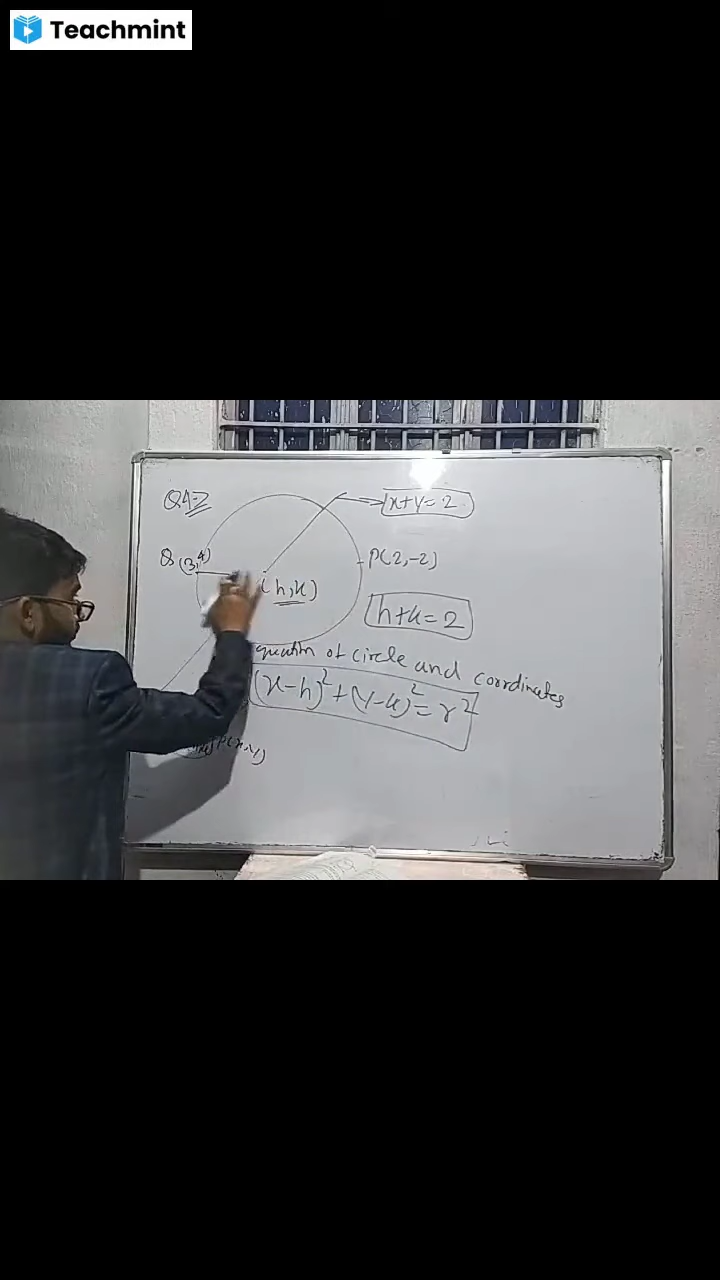 Teachmint
Q4⇒
x+y=2
Q(3,4)
P(2,-2)
(h,k)
h+k=2
equation of circle and coordinates
(x-h)²+(y-k)²=r²
P(x,y)